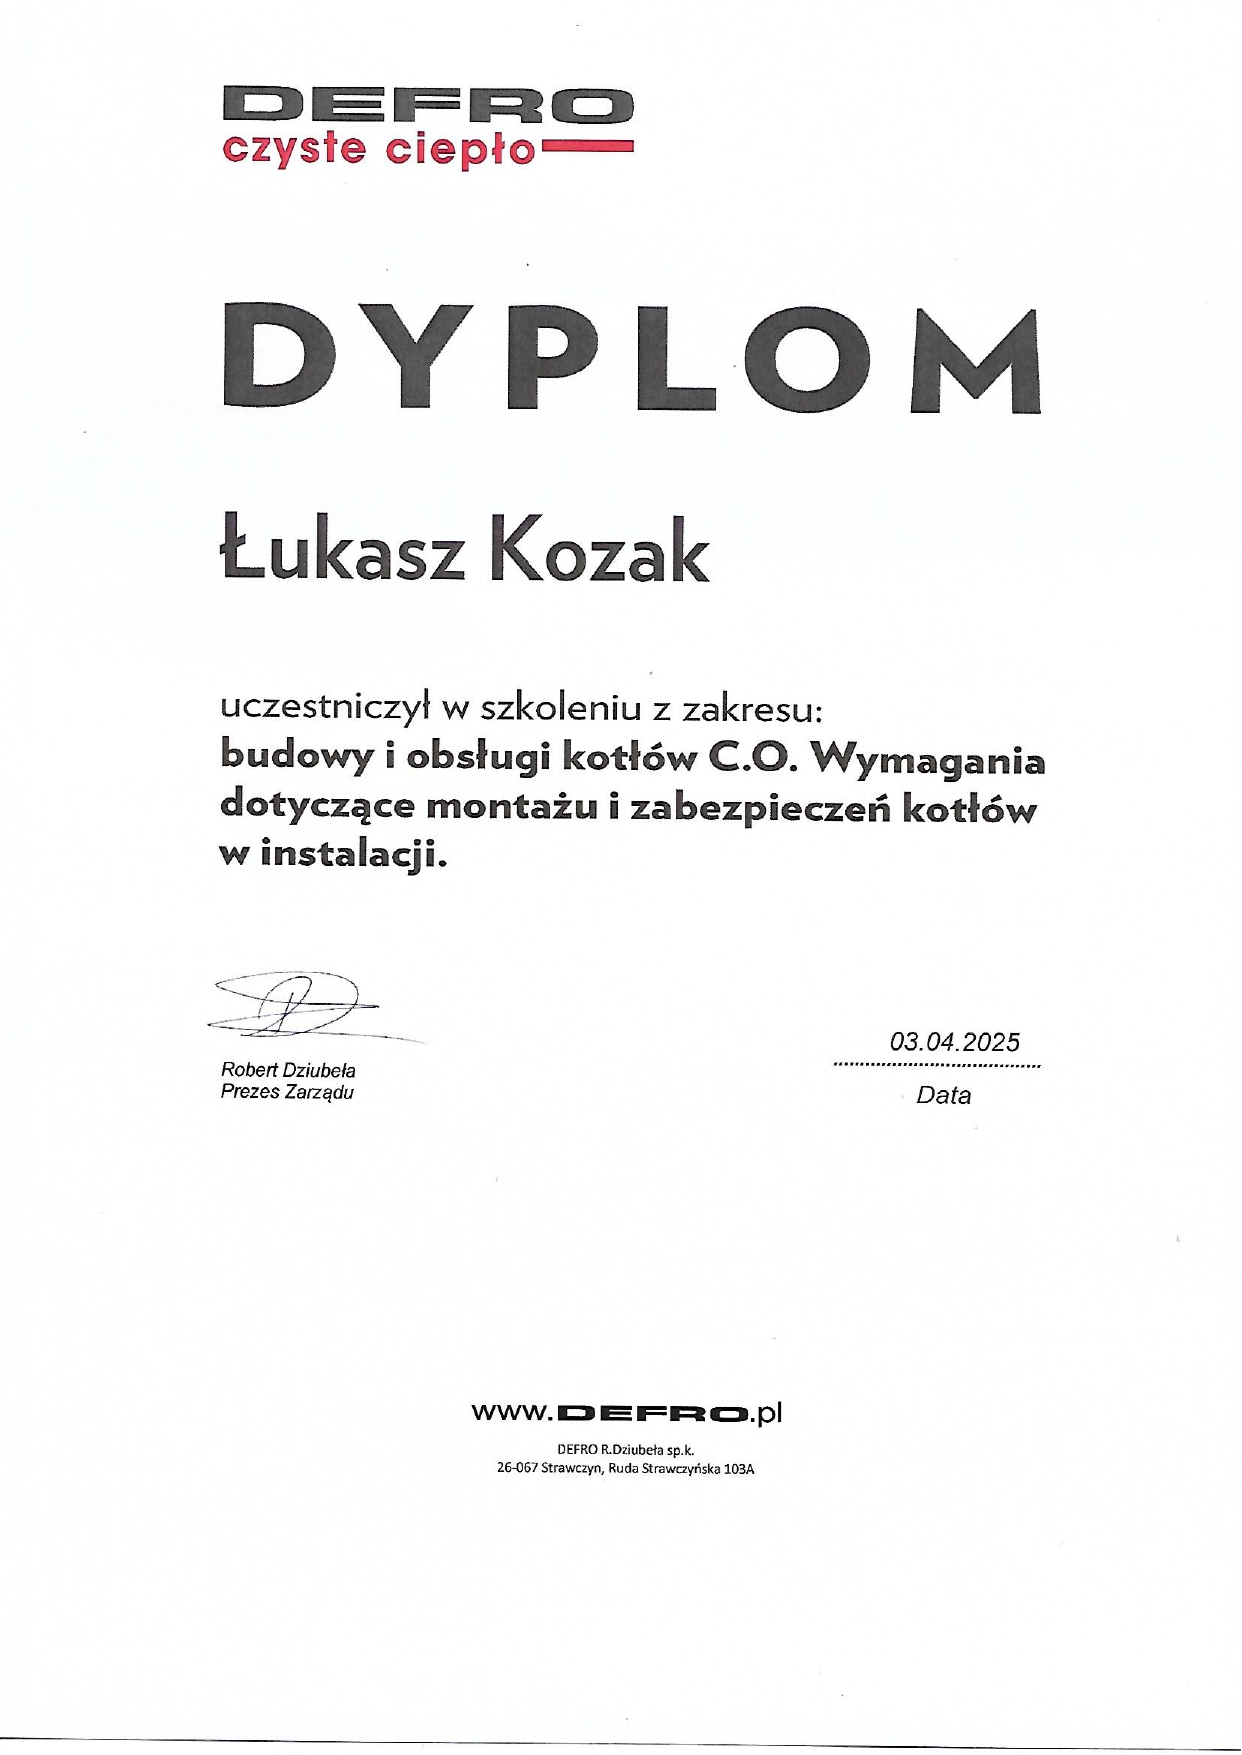 DEFRO
czyste ciepło
DYPLOM
Łukasz Kozak
uczestniczył w szkoleniu z zakresu:
budowy i obsługi kotłów C.O. Wymagania
dotyczące montażu i zabezpieczeń kotłów
w instalacji.
Robert Dziubeła
Prezes Zarządu
03.04.2025
Data
www.DEFRO.pl
DEFRO R.Dziubeła sp.k.
26-067 Strawczyn, Ruda Strawczyńska 103A